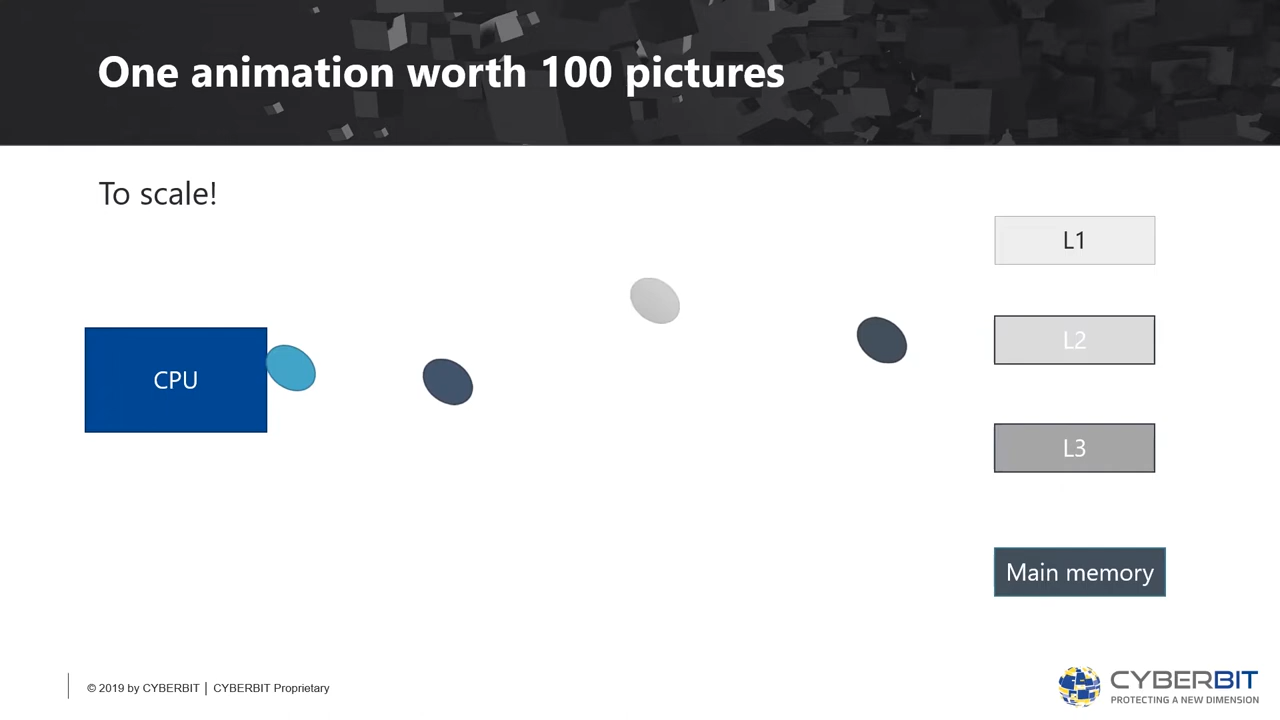 One animation worth 100 pictures
To scale!
L1
CPU
L2
L3
Main memory
© 2019 by CYBERBIT | CYBERBIT Proprietary
CYBERBIT
PROTECTING A NEW DIMENSION